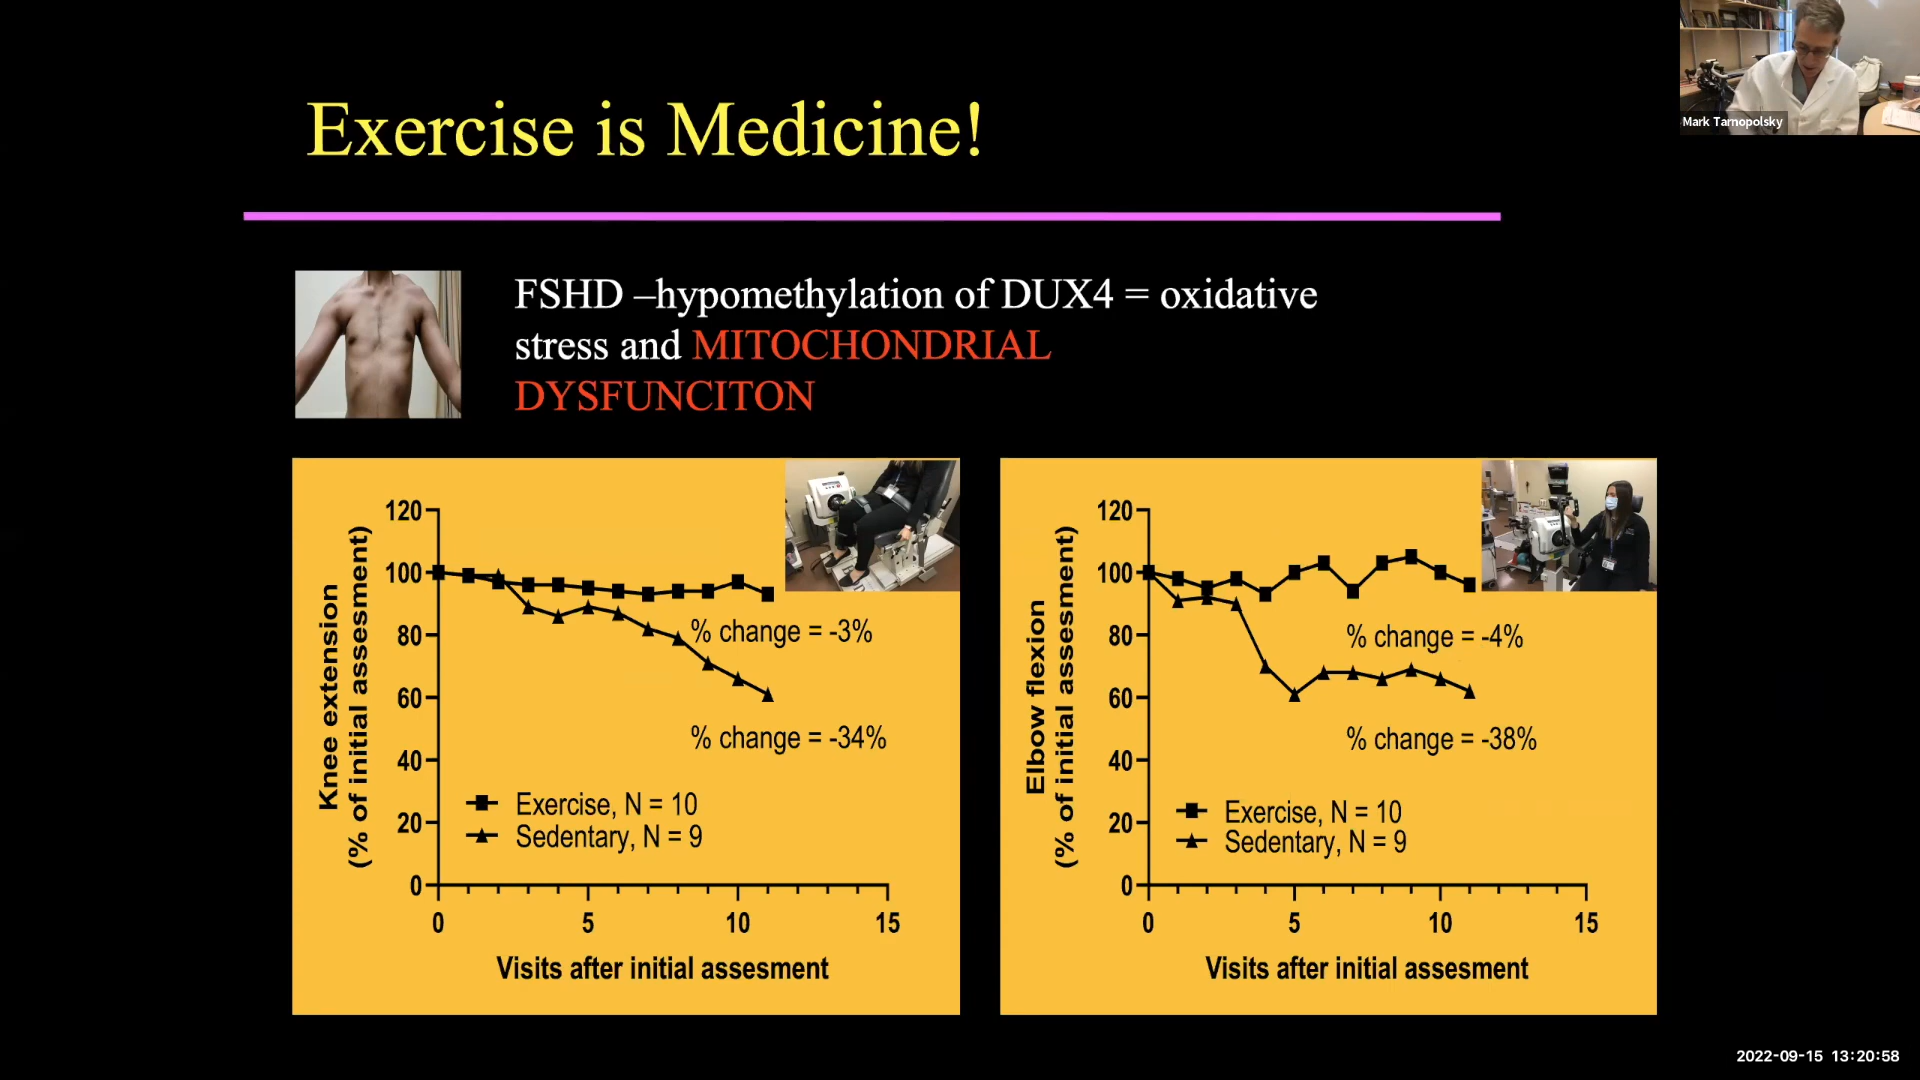 Exercise is Medicine!
Mark Tarnopolsky
FSHD –hypomethylation of DUX4 = oxidative
stress and MITOCHONDRIAL
DYSFUNCITON
Knee extension
(% of initial assessment)
120
100
80
60
40
20
0
% change = -3%
% change = -34%
Exercise, N = 10
Sedentary, N = 9
0 5 10 15
Visits after initial assesment
Elbow flexion
(% of initial assessment)
120
100
80
60
40
20
0
% change = -4%
% change = -38%
Exercise, N = 10
Sedentary, N = 9
0 5 10 15
Visits after initial assesment
2022-09-15 13:20:58